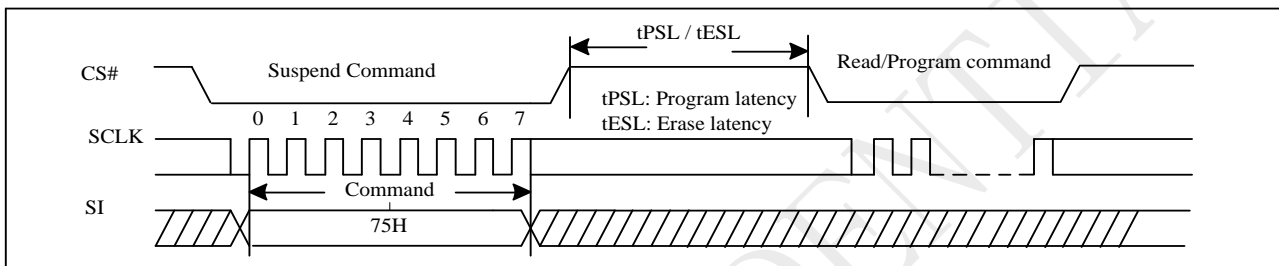 tPSL / tESL
CS#
Suspend Command
Read/Program command
tPSL: Program latency
tESL: Erase latency
0 1 2 3 4 5 6 7
SCLK
Command
SI
75H